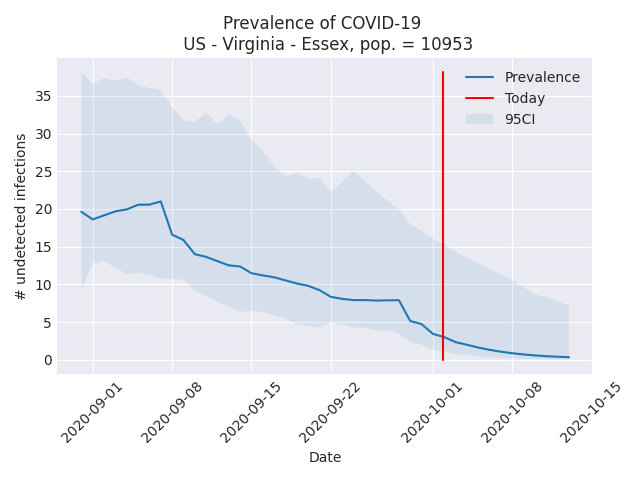 Prevalence of COVID-19
US - Virginia - Essex, pop. = 10953
Prevalence
Today
95CI
# undetected infections
35
30
25
20
15
10
5
0
2020-09-01
2020-09-08
2020-09-15
2020-09-22
2020-10-01
2020-10-08
2020-10-15
Date